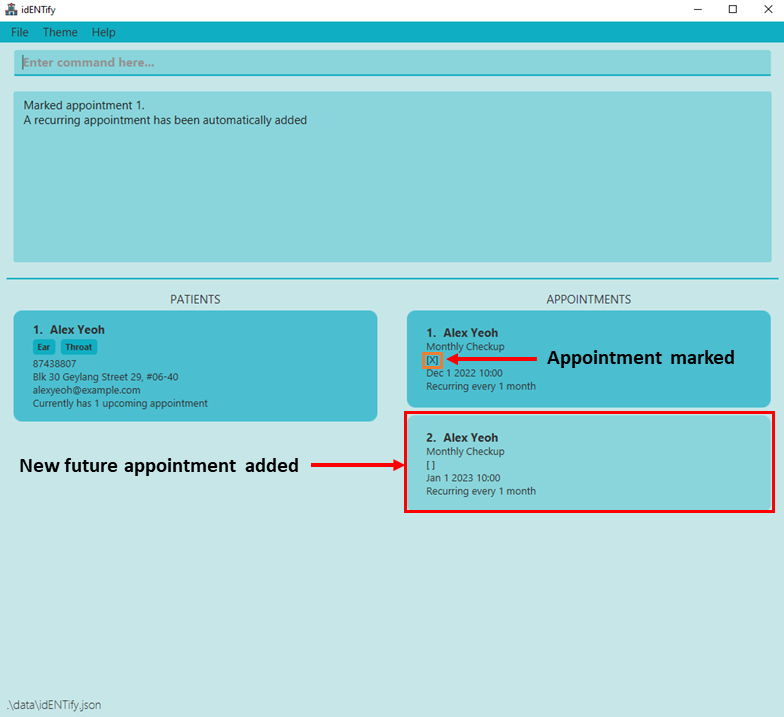 idENTify
File Theme Help
Enter command here...
Marked appointment 1.
A recurring appointment has been automatically added
PATIENTS
1. Alex Yeoh
Ear Throat
87438807
Blk 30 Geylang Street 29, #06-40
alexyeoh@example.com
Currently has 1 upcoming appointment
APPOINTMENTS
1. Alex Yeoh
Monthly Checkup
[X]
Appointment marked
Dec 1 2022 10:00
Recurring every 1 month
New future appointment added
2. Alex Yeoh
Monthly Checkup
[ ]
Jan 1 2023 10:00
Recurring every 1 month
.\data\idENTify.json